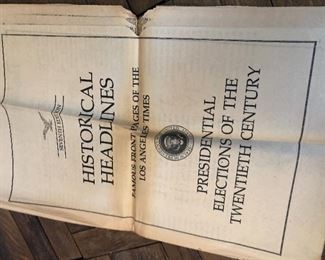 SEVENTH EDITION
HISTORICAL
HEADLINES
FAMOUS FRONT PAGES OF THE
LOS ANGELES TIMES
PRESIDENTIAL
ELECTIONS OF THE
TWENTIETH CENTURY